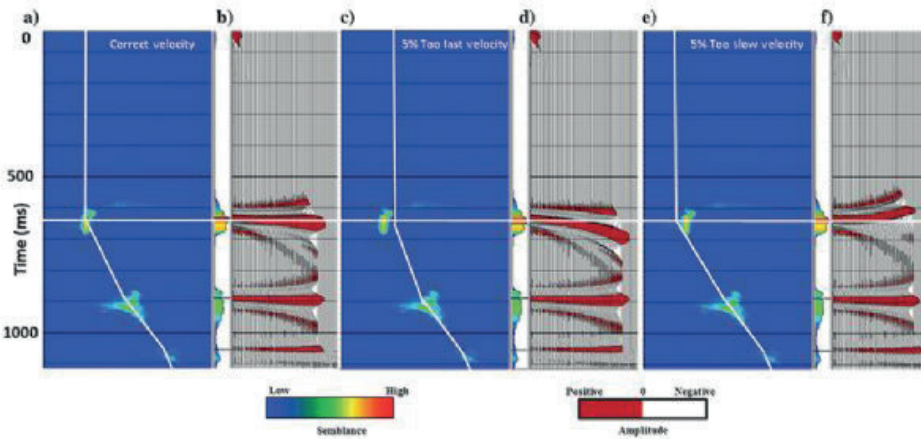 a) b) c) d) e) f)
Correct velocity
5% Too fast velocity
5% Too slow velocity
0
500
1000
Time (ms)
Low High
Semblance
Positive 0 Negative
Amplitude